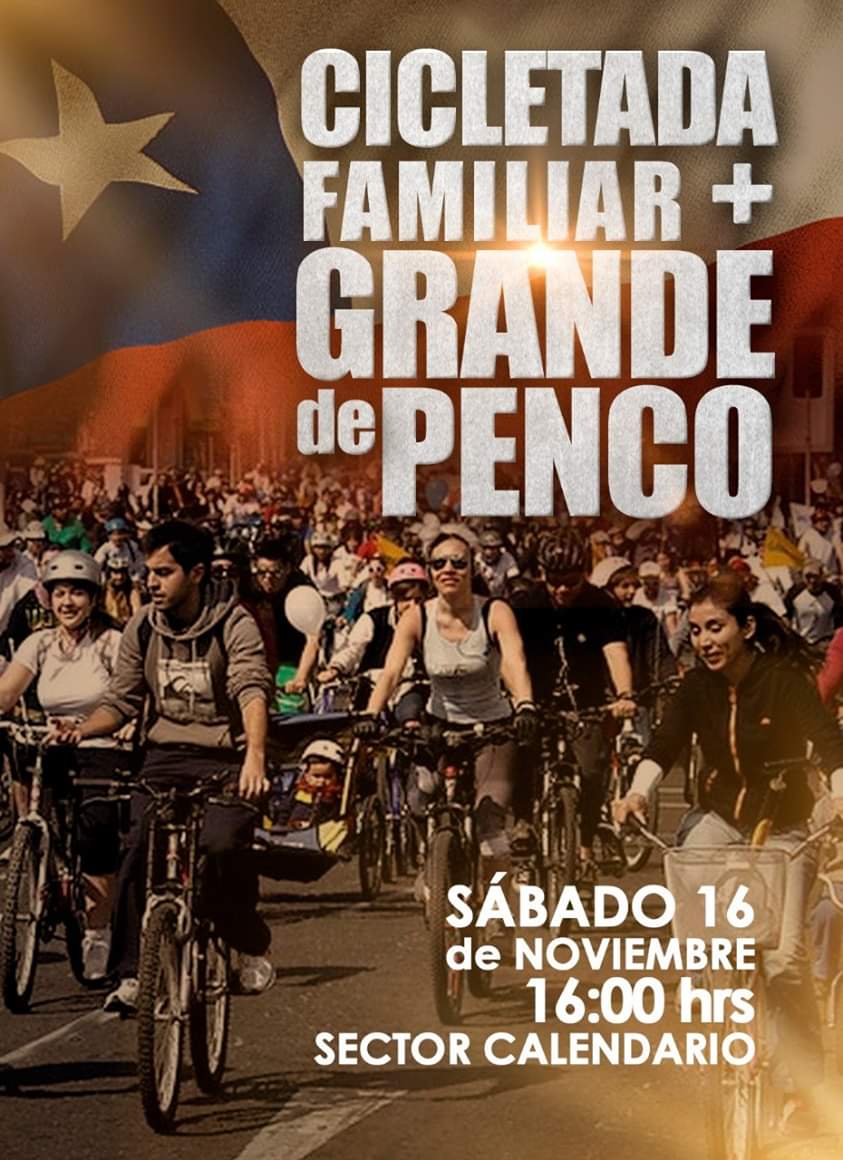 CICLETADA
FAMILIAR +
GRANDE
de PENCO
SÁBADO 16
de NOVIEMBRE
16:00 hrs
SECTOR CALENDARIO